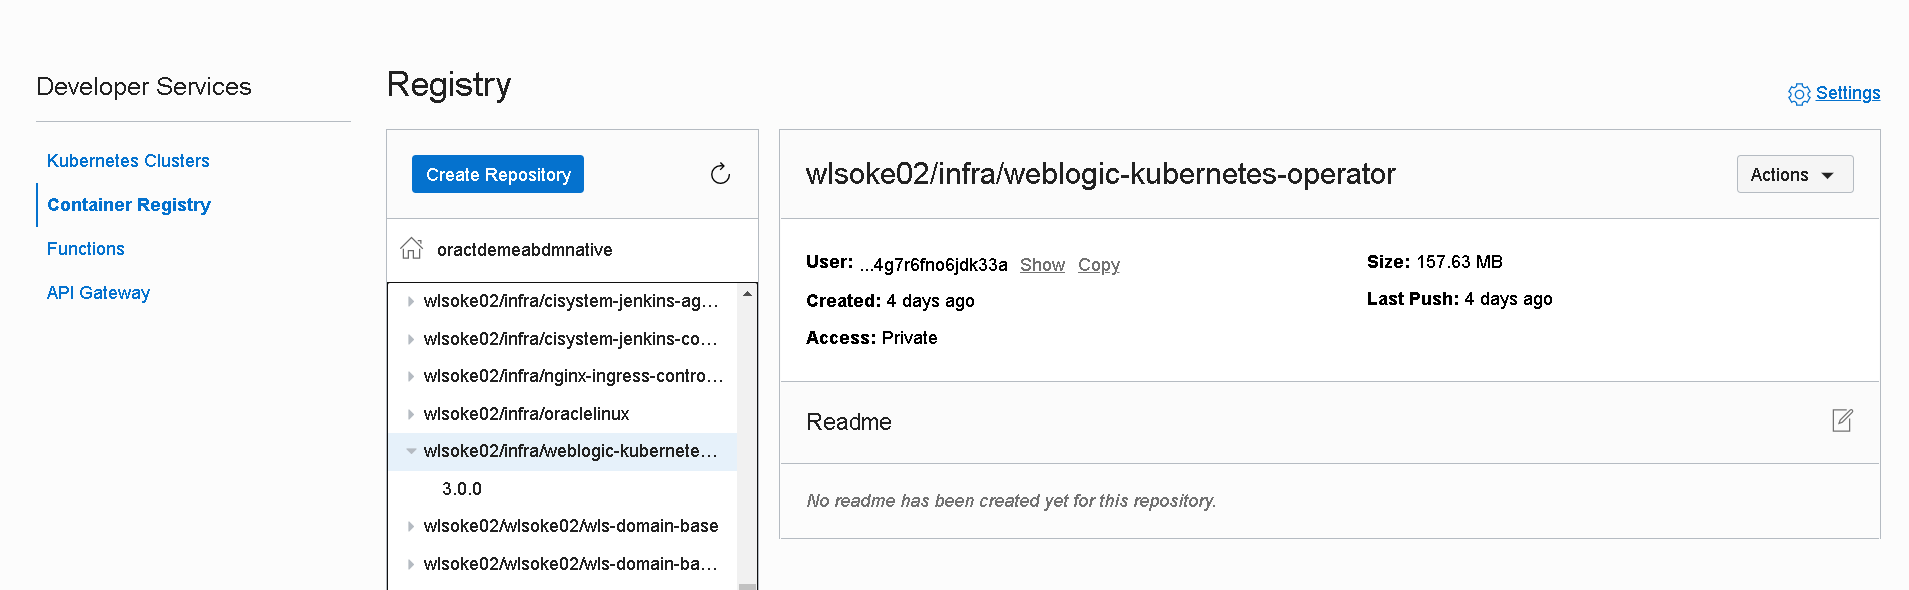 Developer Services
Kubernetes Clusters
Container Registry
Functions
API Gateway
Registry
Settings
Create Repository
oractdemeabdmnative
wlsoke02/infra/cisystem-jenkins-ag...
wlsoke02/infra/cisystem-jenkins-co...
wlsoke02/infra/nginx-ingress-contro...
wlsoke02/infra/oraclelinux
wlsoke02/infra/weblogic-kubernete...
3.0.0
wlsoke02/wlsoke02/wls-domain-base
wlsoke02/wlsoke02/wls-domain-ba...
wlsoke02/infra/weblogic-kubernetes-operator
Actions
User: ...4g7r6fno6jdk33a Show Copy
Created: 4 days ago
Access: Private
Size: 157.63 MB
Last Push: 4 days ago
Readme
No readme has been created yet for this repository.